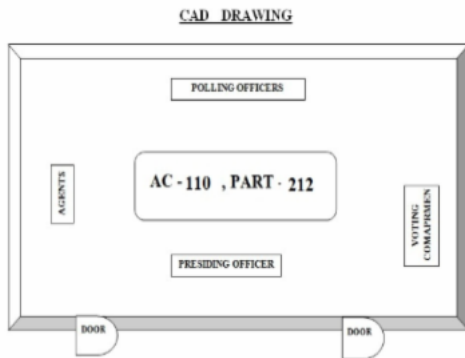 CAD DRAWING
POLLING OFFICERS
AC - 110 , PART - 212
AGENTS
VOTING
COMAPRMEN
PRESIDING OFFICER
DOOR
DOOR